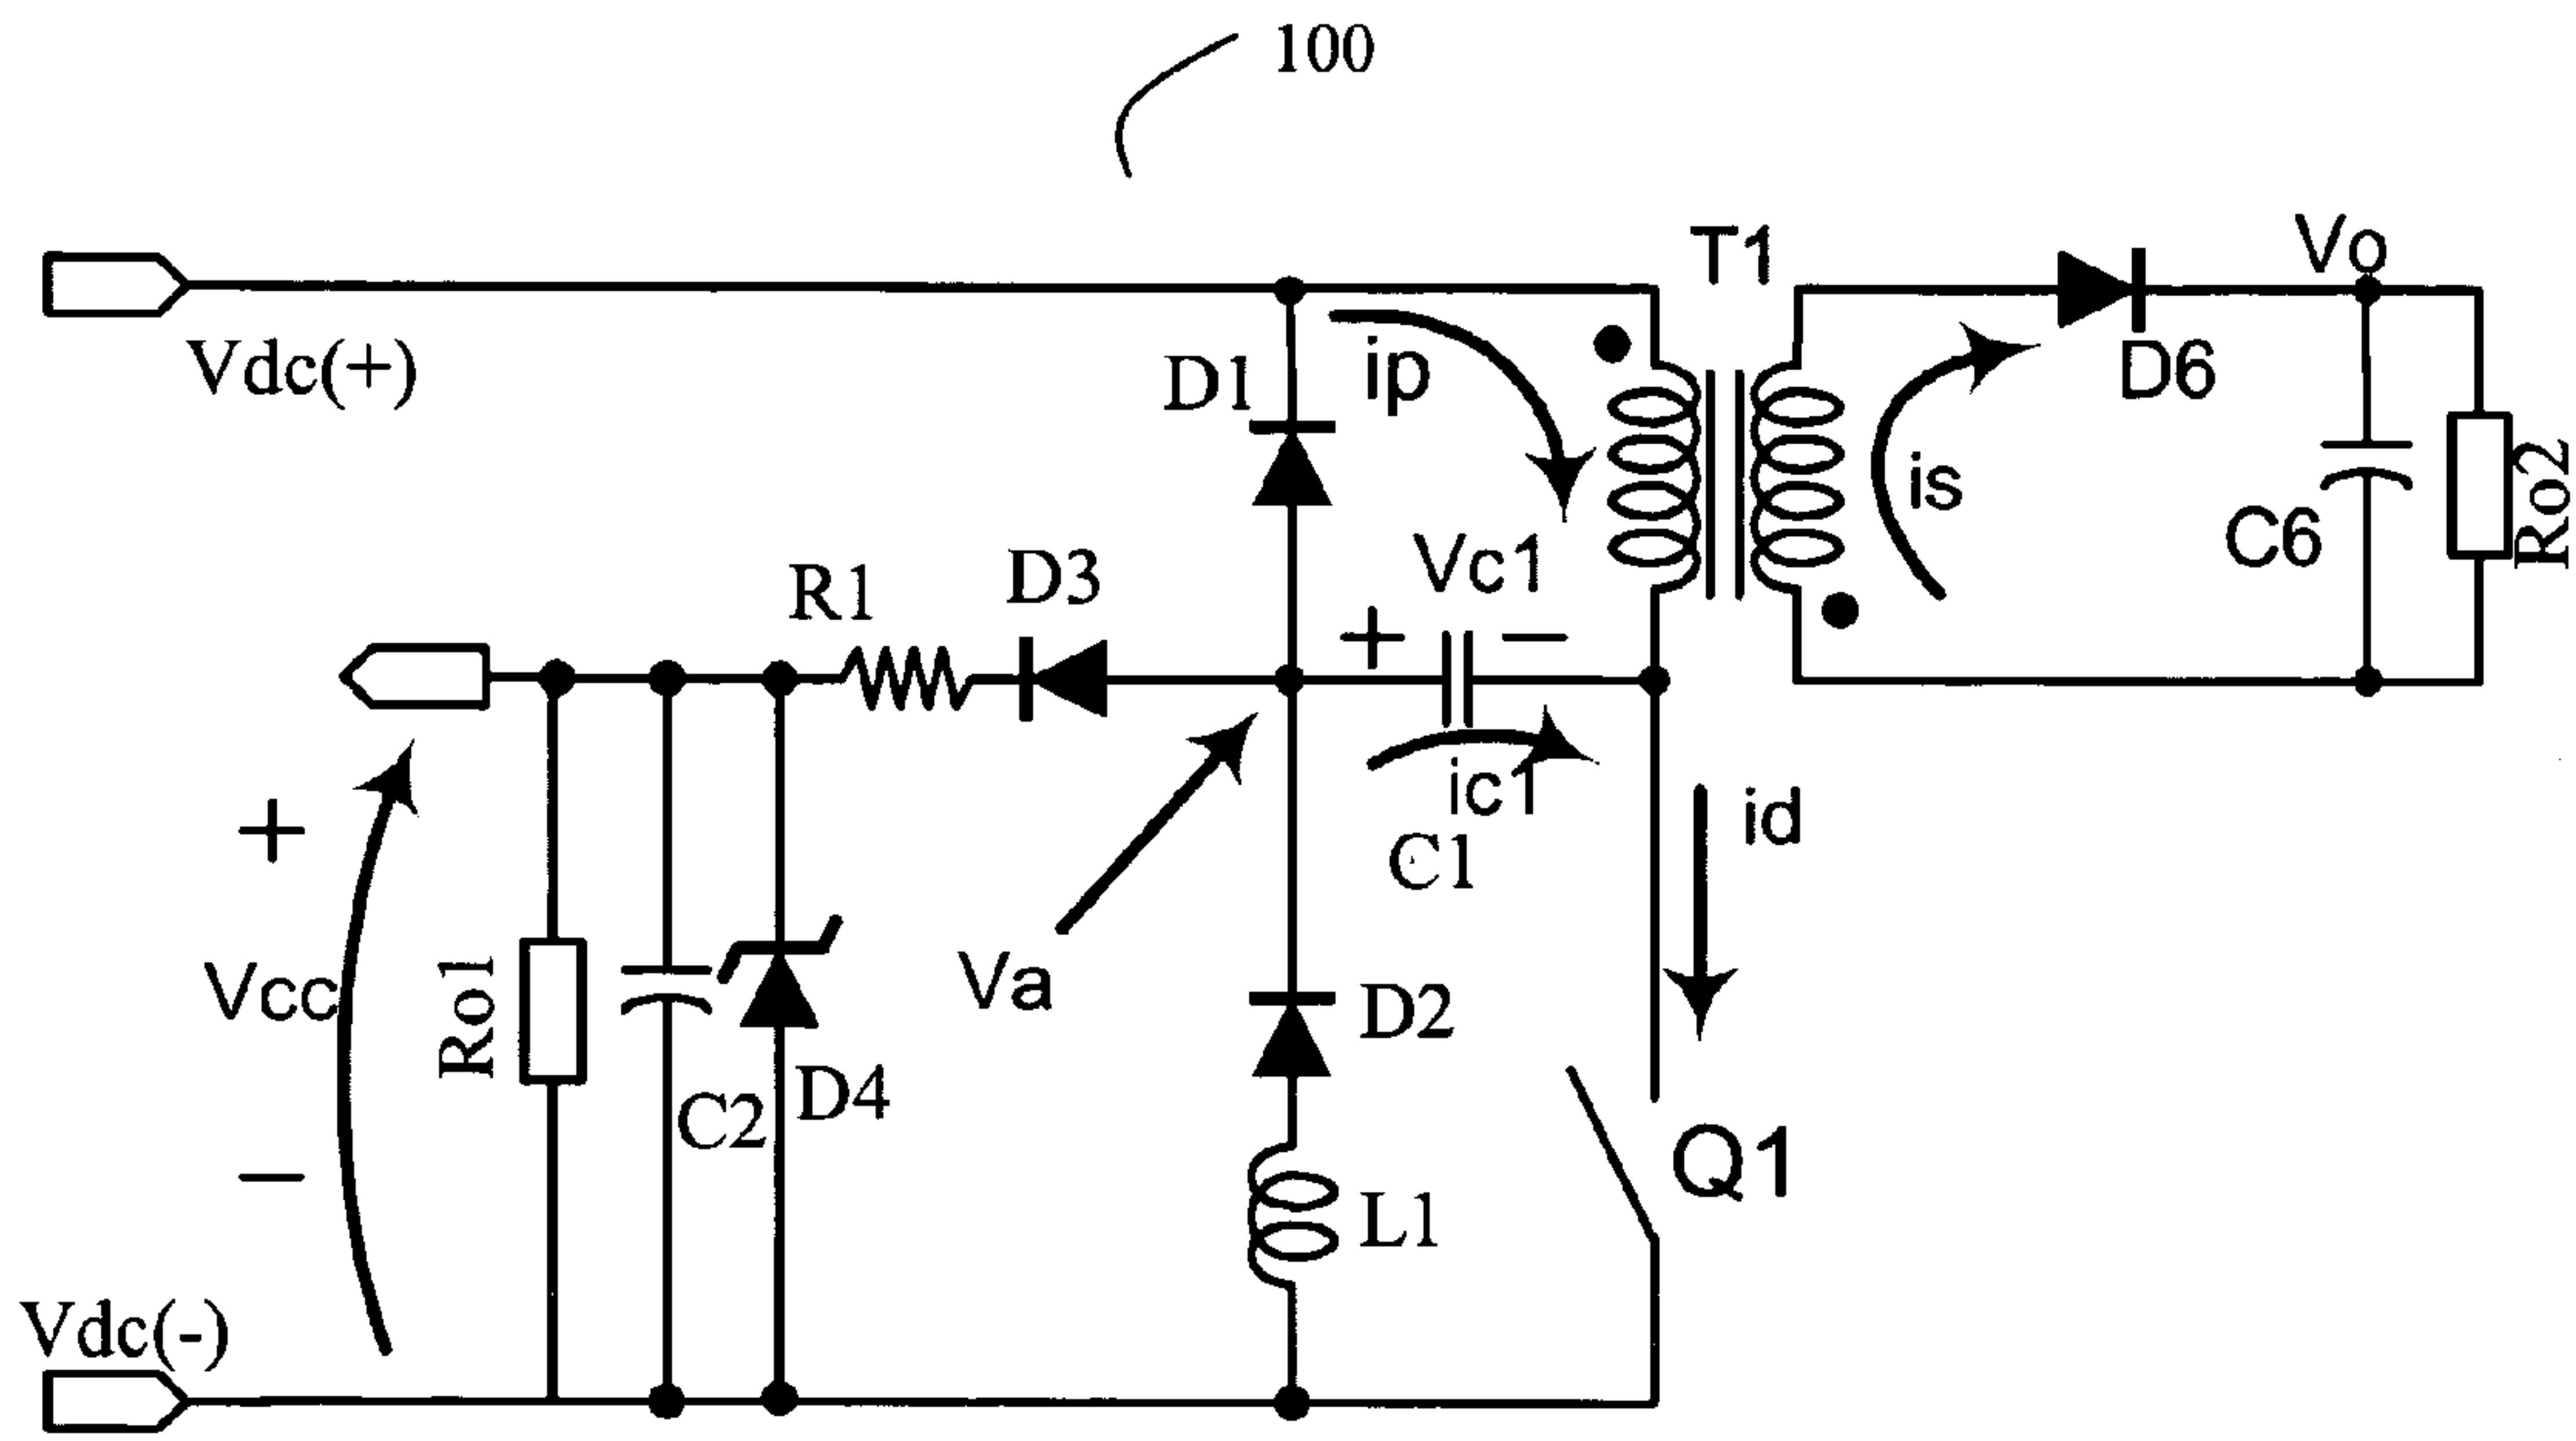 100
T1
Vo
Vdc(+)
D1
ip
D6
is
C6
Ro2
R1
D3
Vc1
+
−
ic1
C1
id
+
Vcc
−
Ro1
C2
D4
Va
D2
Q1
L1
Vdc(-)